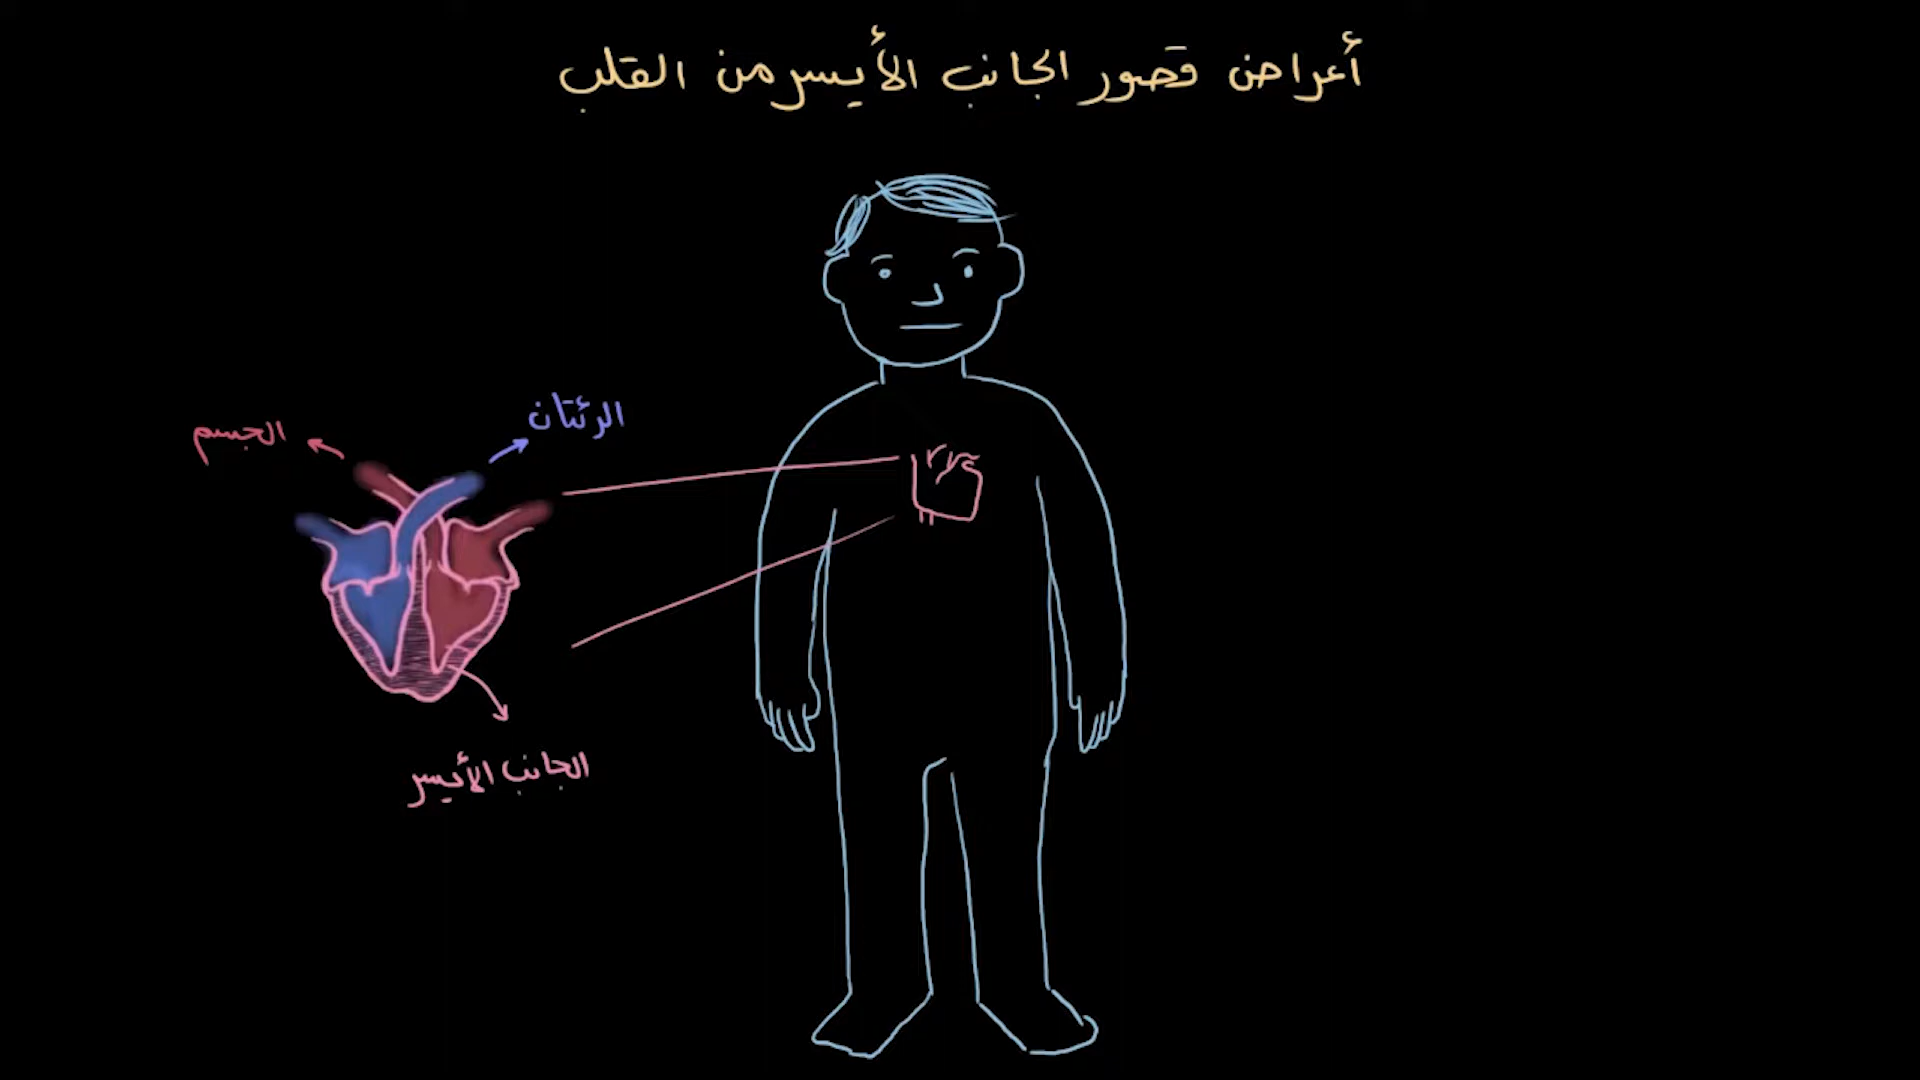 أعراض قصور الجانب الأيسر من القلب
الرئتان
الجسم
الجانب الأيسر